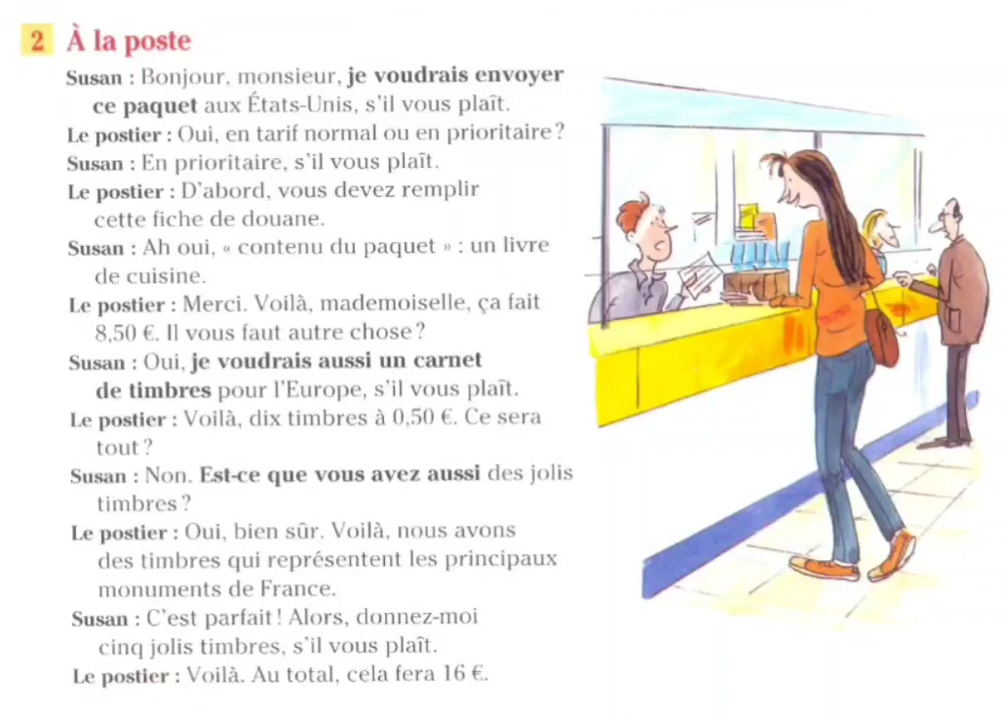 2 À la poste
Susan : Bonjour, monsieur, je voudrais envoyer
ce paquet aux États-Unis, s'il vous plaît.
Le postier : Oui, en tarif normal ou en prioritaire ?
Susan : En prioritaire, s'il vous plaît.
Le postier : D'abord, vous devez remplir
cette fiche de douane.
Susan : Ah oui, « contenu du paquet » : un livre
de cuisine.
Le postier : Merci. Voilà, mademoiselle, ça fait
8,50 €. Il vous faut autre chose ?
Susan : Oui, je voudrais aussi un carnet
de timbres pour l'Europe, s'il vous plaît.
Le postier : Voilà, dix timbres à 0,50 €. Ce sera
tout ?
Susan : Non. Est-ce que vous avez aussi des jolis
timbres ?
Le postier : Oui, bien sûr. Voilà, nous avons
des timbres qui représentent les principaux
monuments de France.
Susan : C'est parfait ! Alors, donnez-moi
cinq jolis timbres, s'il vous plaît.
Le postier : Voilà. Au total, cela fera 16 €.